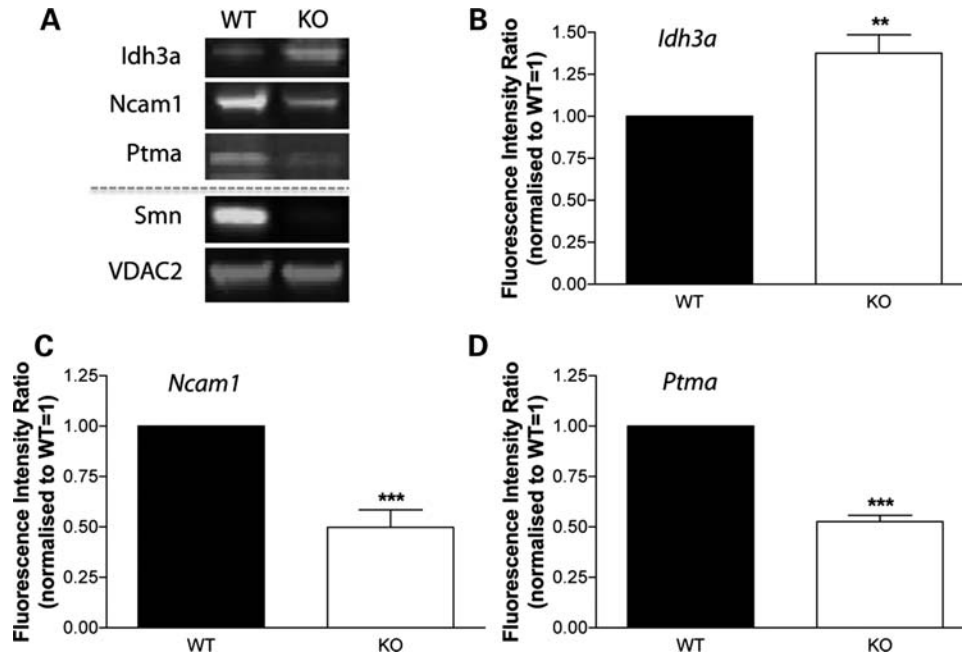 A
WT KO
Idh3a
Ncam1
Ptma
Smn
VDAC2
B
Fluorescence Intensity Ratio
(normalised to WT=1)
1.50
1.25
1.00
0.75
0.50
0.25
0.00
Idh3a
**
WT KO
C
Fluorescence Intensity Ratio
(normalised to WT=1)
1.25
1.00
0.75
0.50
0.25
0.00
Ncam1
***
WT KO
D
Fluorescence Intensity Ratio
(normalised to WT=1)
1.25
1.00
0.75
0.50
0.25
0.00
Ptma
***
WT KO